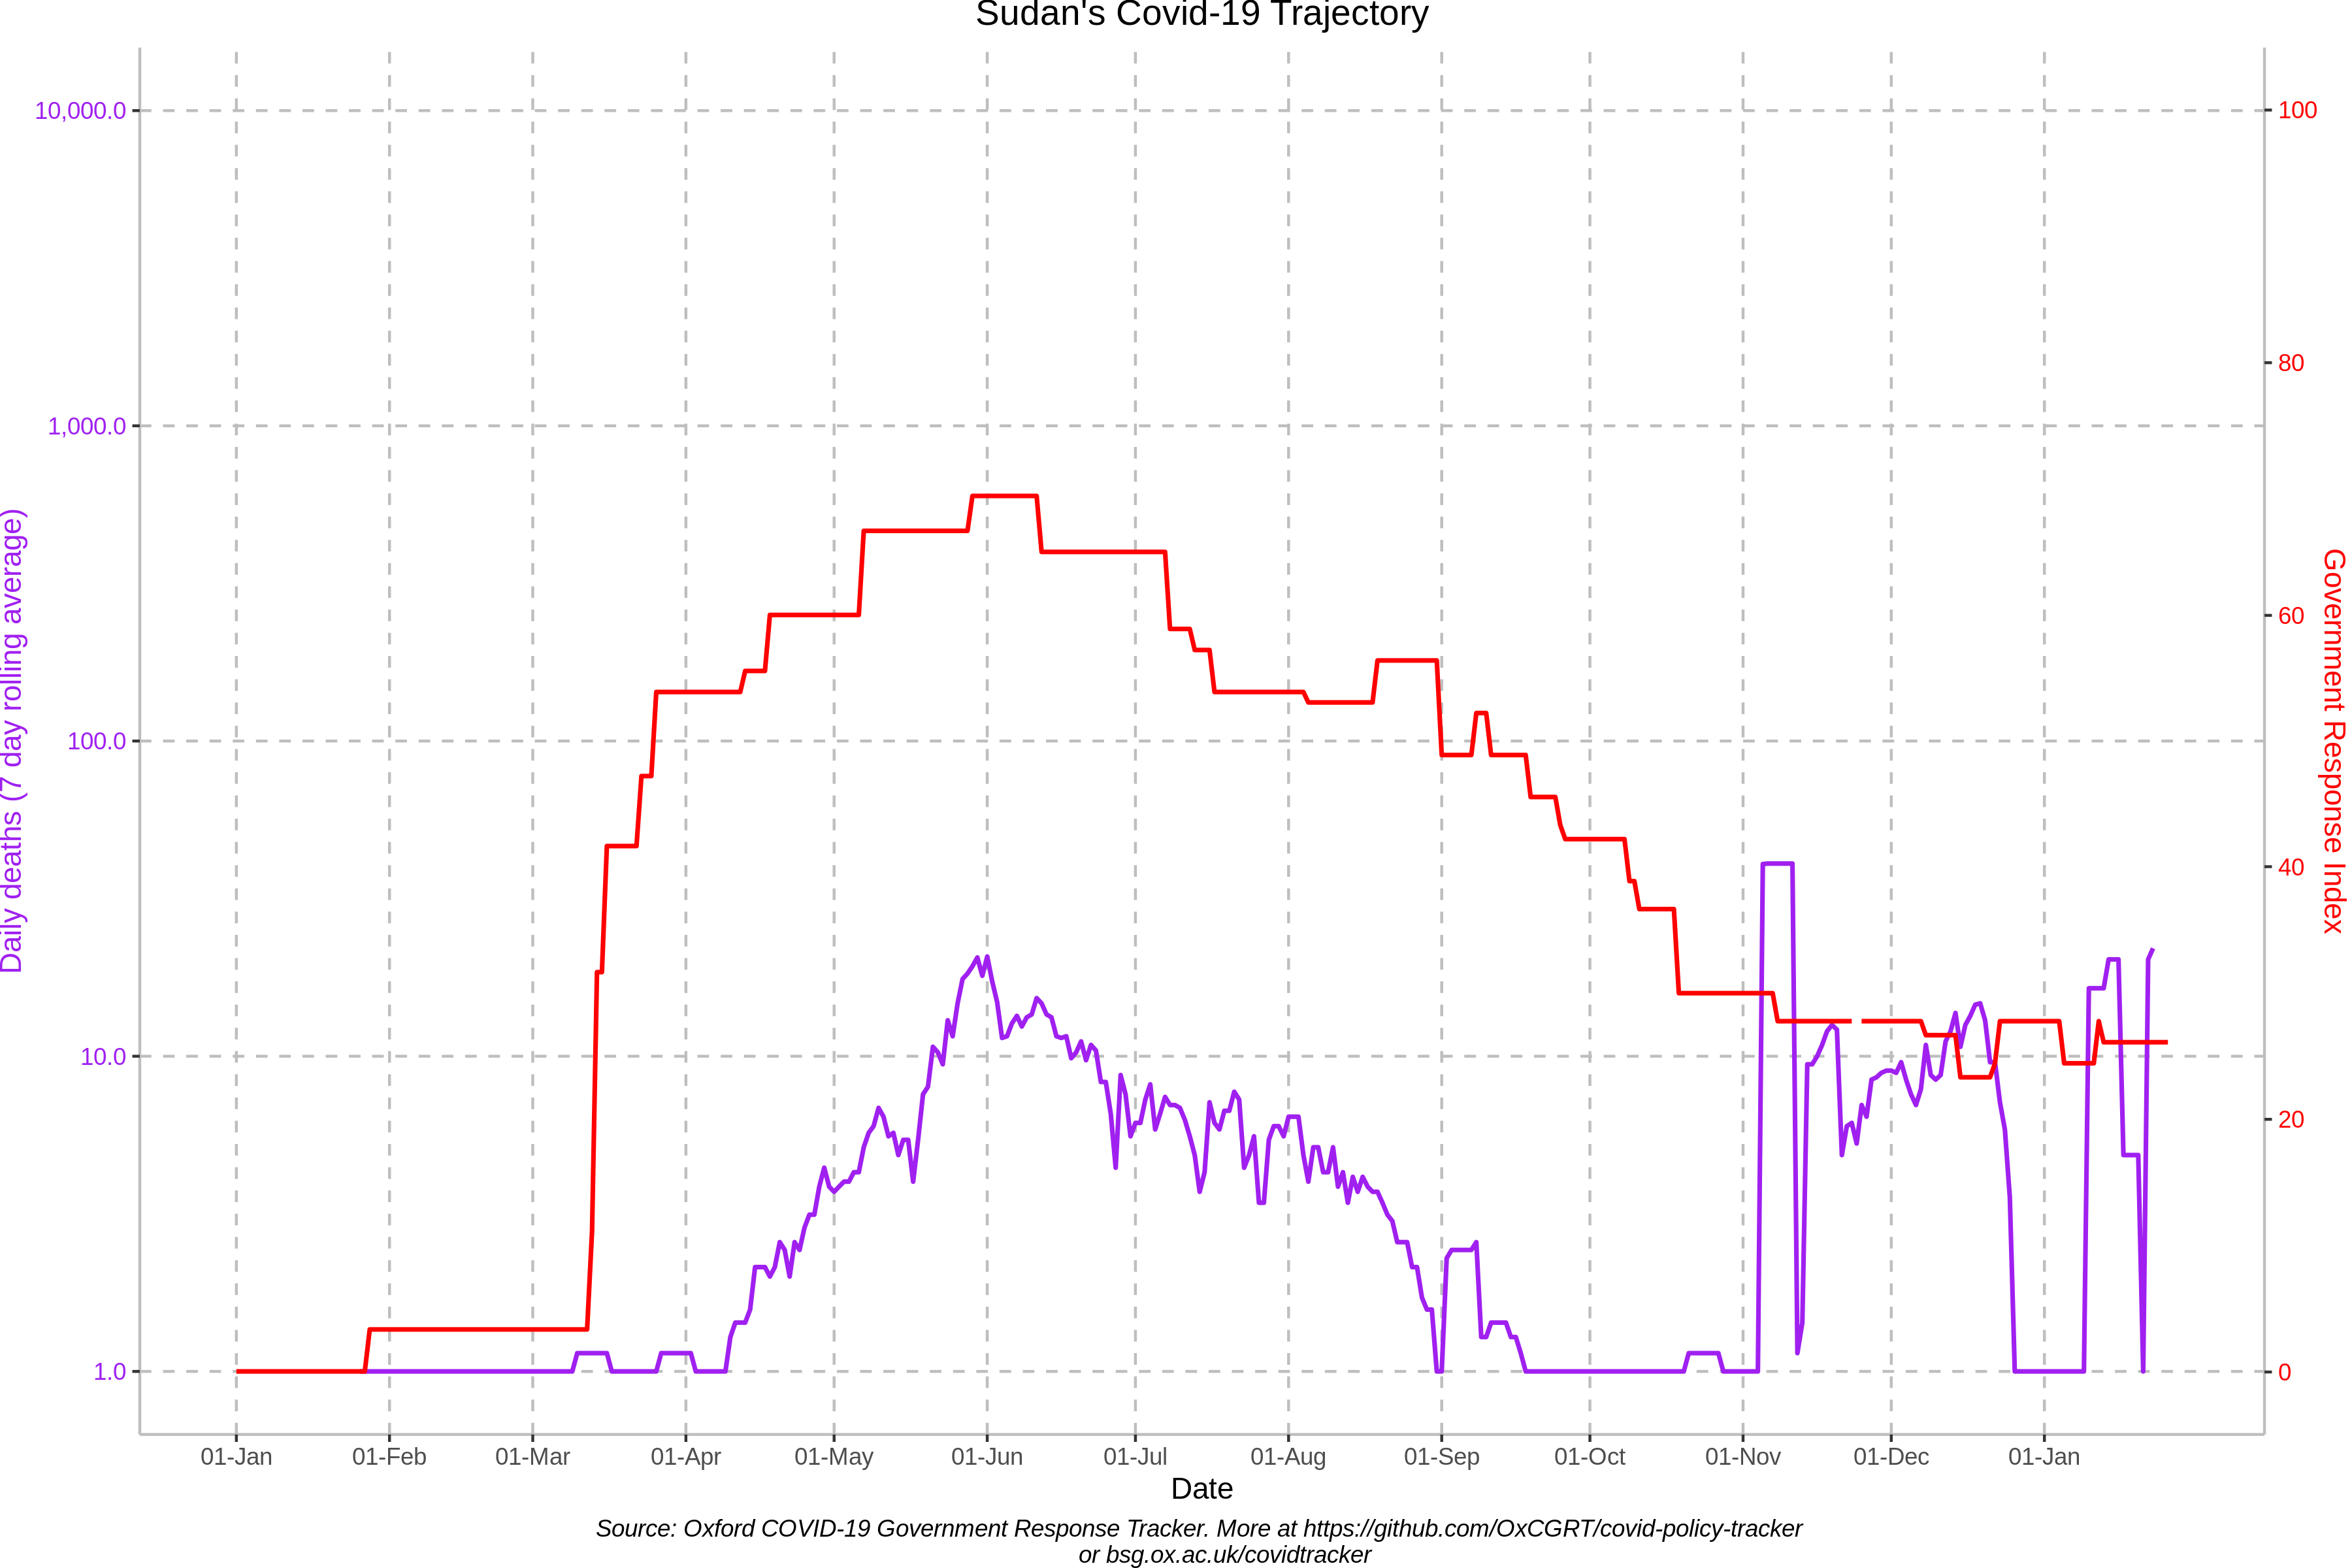 Sudan's Covid-19 Trajectory
10,000.0
1,000.0
100.0
10.0
1.0
Daily deaths (7 day rolling average)
100
80
60
40
20
0
Government Response Index
01-Jan 01-Feb 01-Mar 01-Apr 01-May 01-Jun 01-Jul 01-Aug 01-Sep 01-Oct 01-Nov 01-Dec 01-Jan
Date
Source: Oxford COVID-19 Government Response Tracker. More at https://github.com/OxCGRT/covid-policy-tracker
or bsg.ox.ac.uk/covidtracker